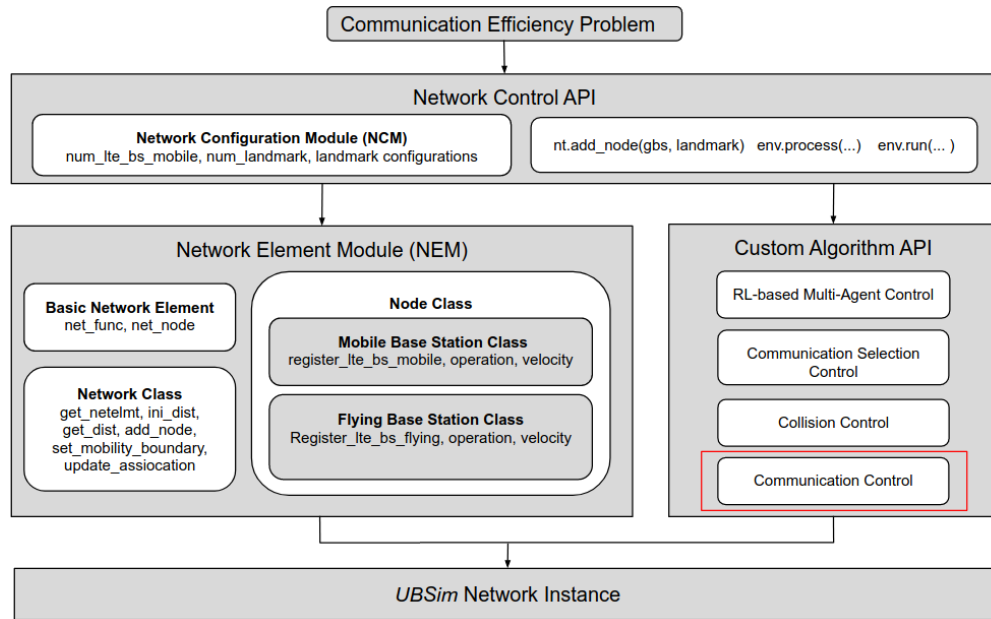 Communication Efficiency Problem
Network Control API
Network Configuration Module (NCM)
num_lte_bs_mobile, num_landmark, landmark configurations
nt.add_node(gbs, landmark) env.process(...) env.run(... )
Network Element Module (NEM)
Basic Network Element
net_func, net_node
Network Class
get_netelmt, ini_dist,
get_dist, add_node,
set_mobility_boundary,
update_assiocation
Node Class
Mobile Base Station Class
register_lte_bs_mobile, operation, velocity
Flying Base Station Class
Register_lte_bs_flying, operation, velocity
Custom Algorithm API
RL-based Multi-Agent Control
Communication Selection
Control
Collision Control
Communication Control
UBSim Network Instance